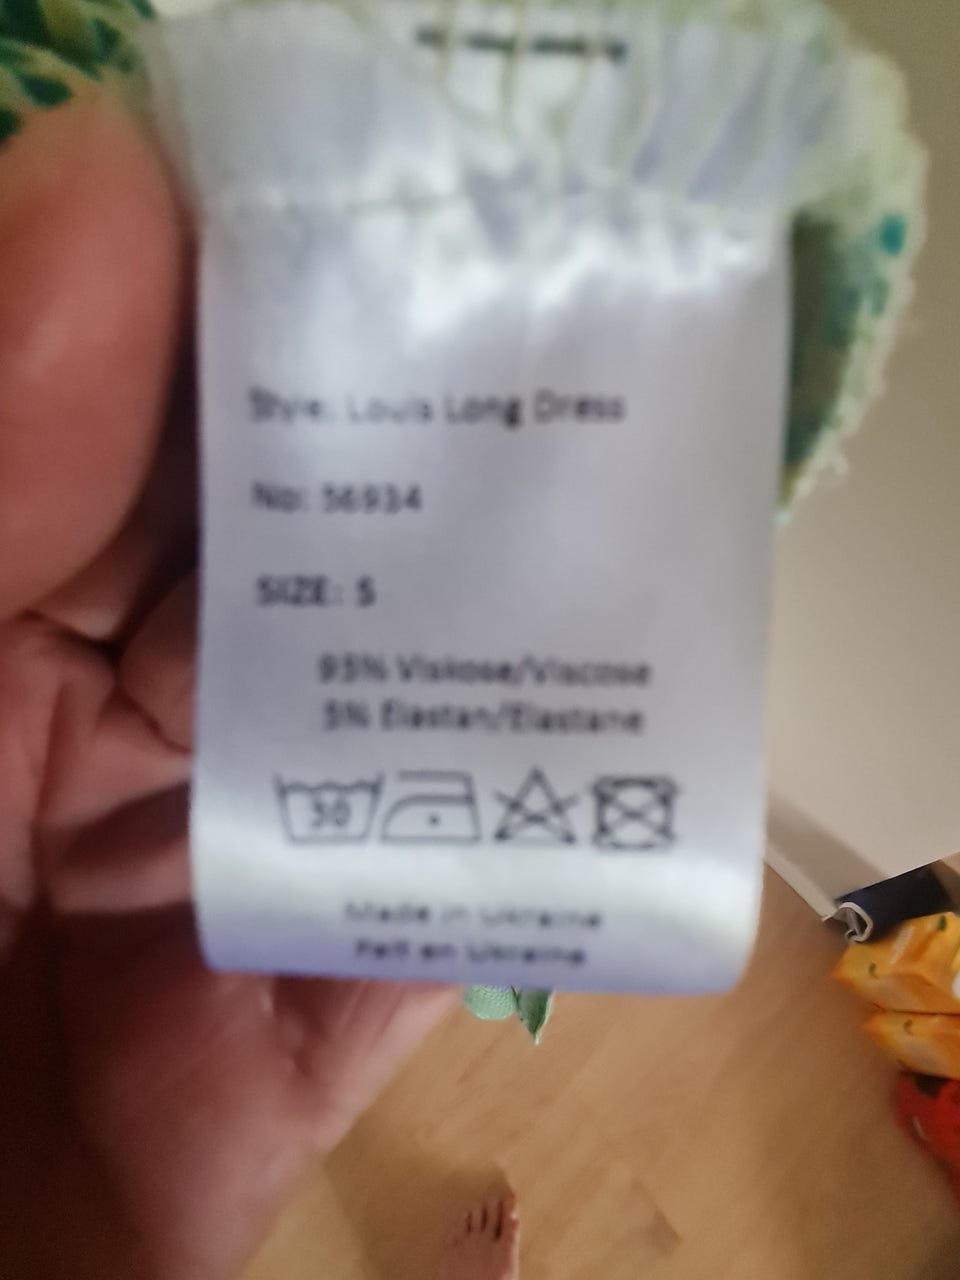 Style: Louis Long Dress
No: 56934
SIZE: S
95% Viskose/Viscose
5% Elastan/Elastane
30
Made in Ukraine
Fait en Ukraine